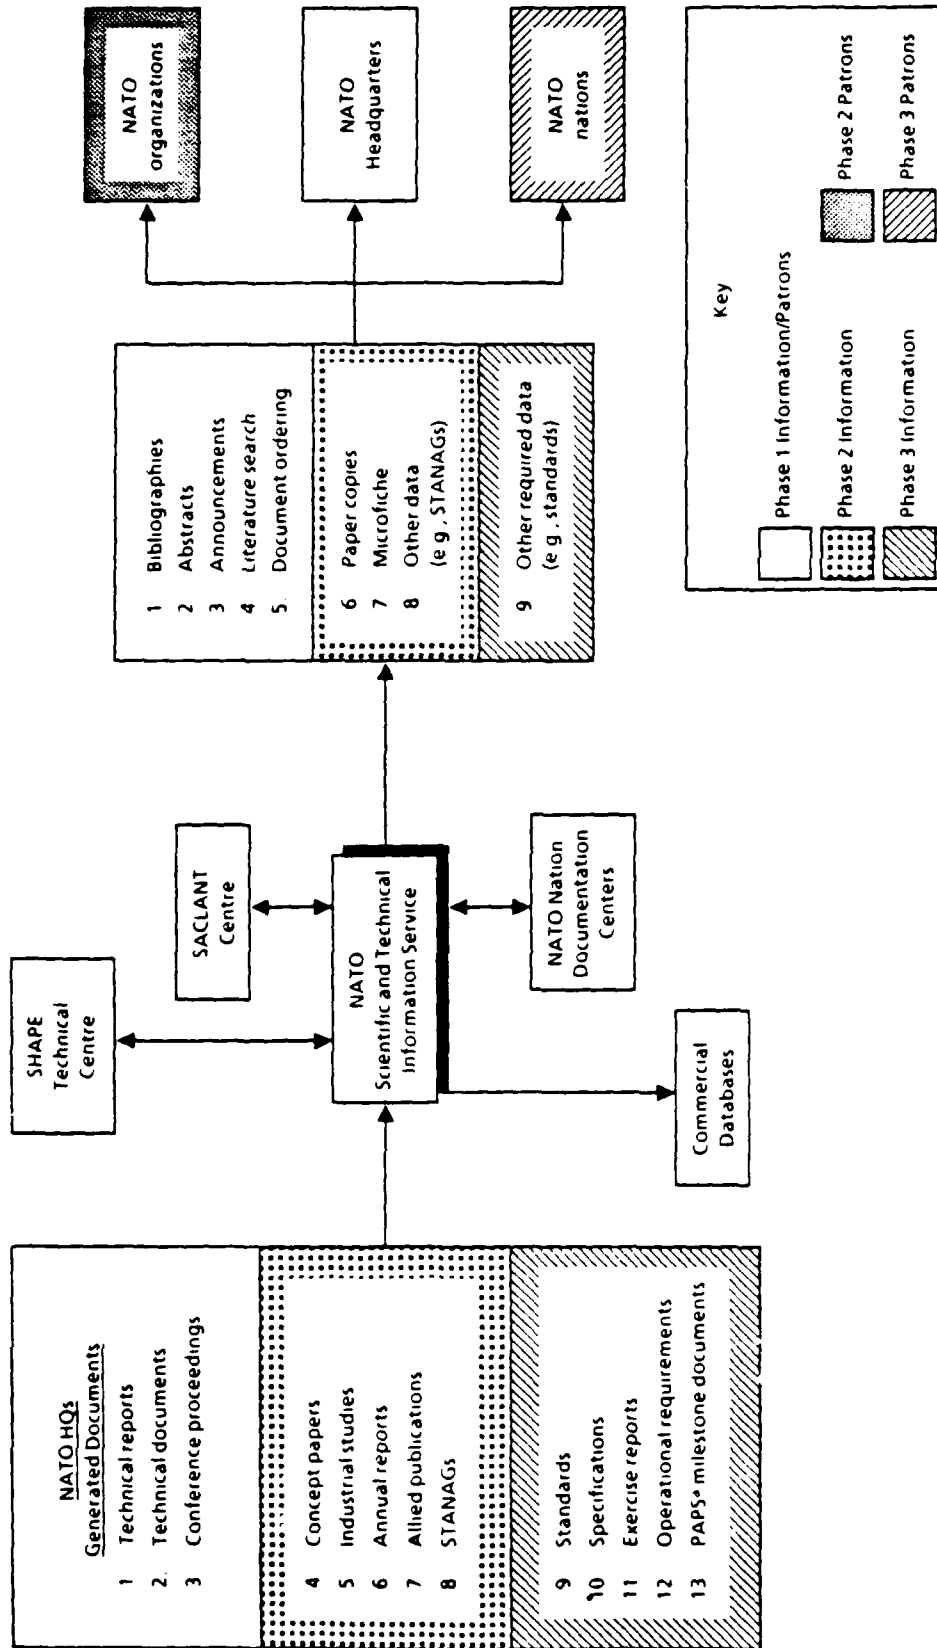 NATO HQs
Generated Documents
1 Technical reports
2. Technical documents
3 Conference proceedings
4 Concept papers
5 Industrial studies
6 Annual reports
7 Allied publications
8 STANAGs
9 Standards
10 Specifications
11 Exercise reports
12 Operational requirements
13 PAPS* milestone documents
SHAPE
Technical
Centre
SACLANT
Centre
NATO
Scientific and Technical
Information Service
Commercial
Databases
NATO Nation
Documentation
Centers
1 Bibliographies
2 Abstracts
3 Announcements
4 Literature search
5. Document ordering
6 Paper copies
7 Microfiche
8 Other data
(e g , STANAGs)
9 Other required data
(e g , standards)
NATO
organizations
NATO
Headquarters
NATO
nations
Key
Phase 1 Information/Patrons
Phase 2 Information
Phase 2 Patrons
Phase 3 Information
Phase 3 Patrons